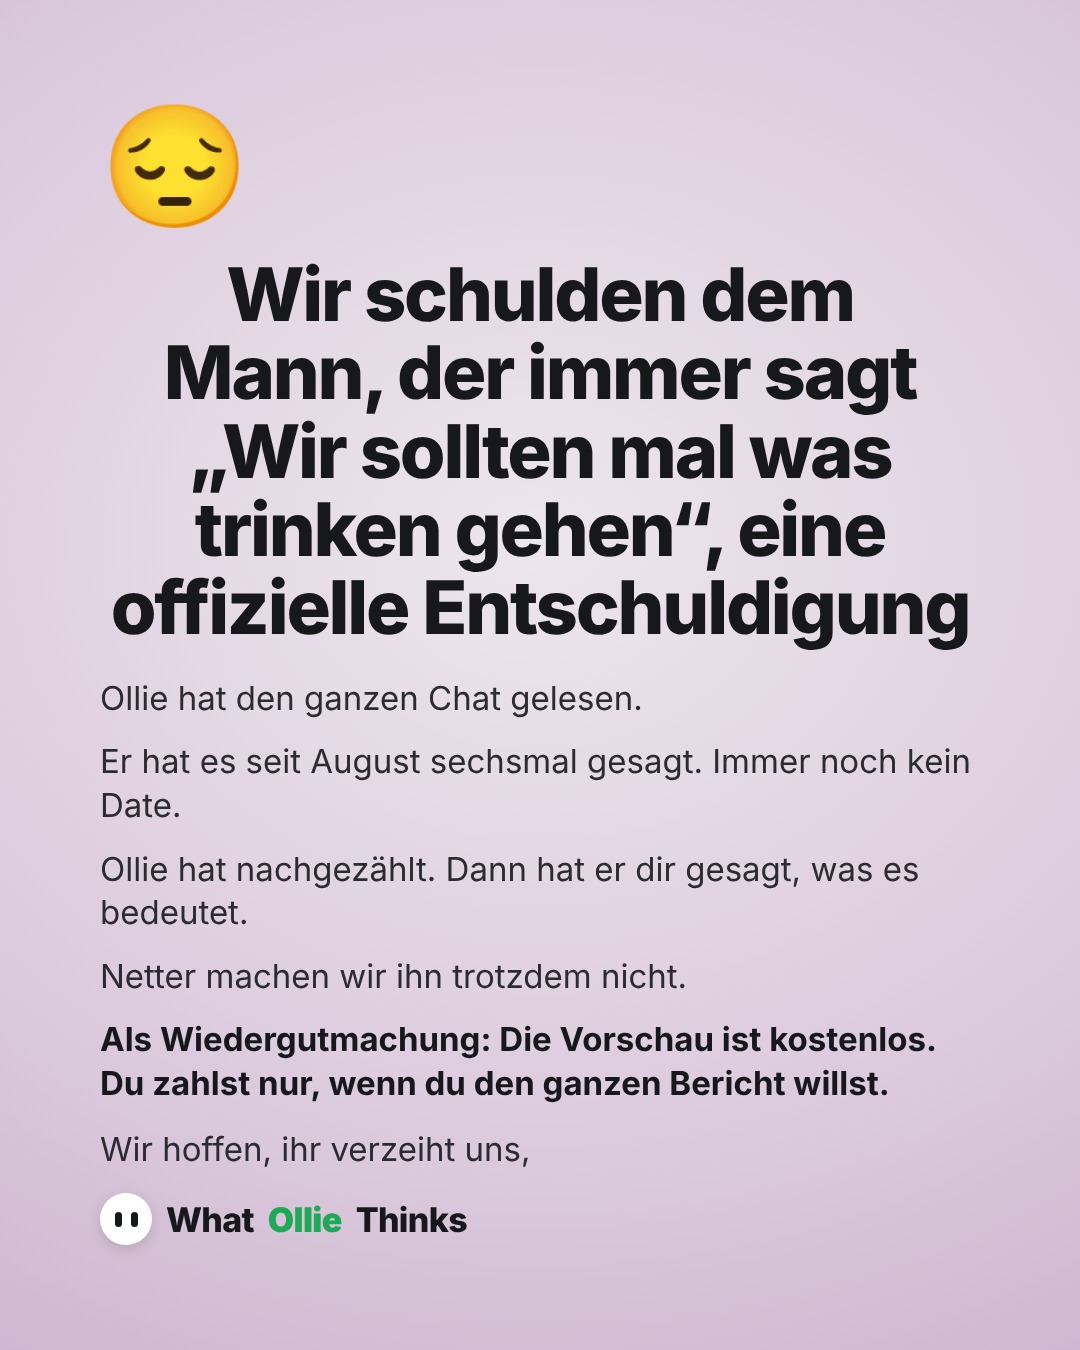 Wir schulden dem
Mann, der immer sagt
„Wir sollten mal was
trinken gehen“, eine
offizielle Entschuldigung
Ollie hat den ganzen Chat gelesen.
Er hat es seit August sechsmal gesagt. Immer noch kein
Date.
Ollie hat nachgezählt. Dann hat er dir gesagt, was es
bedeutet.
Netter machen wir ihn trotzdem nicht.
Als Wiedergutmachung: Die Vorschau ist kostenlos.
Du zahlst nur, wenn du den ganzen Bericht willst.
Wir hoffen, ihr verzeiht uns,
What Ollie Thinks